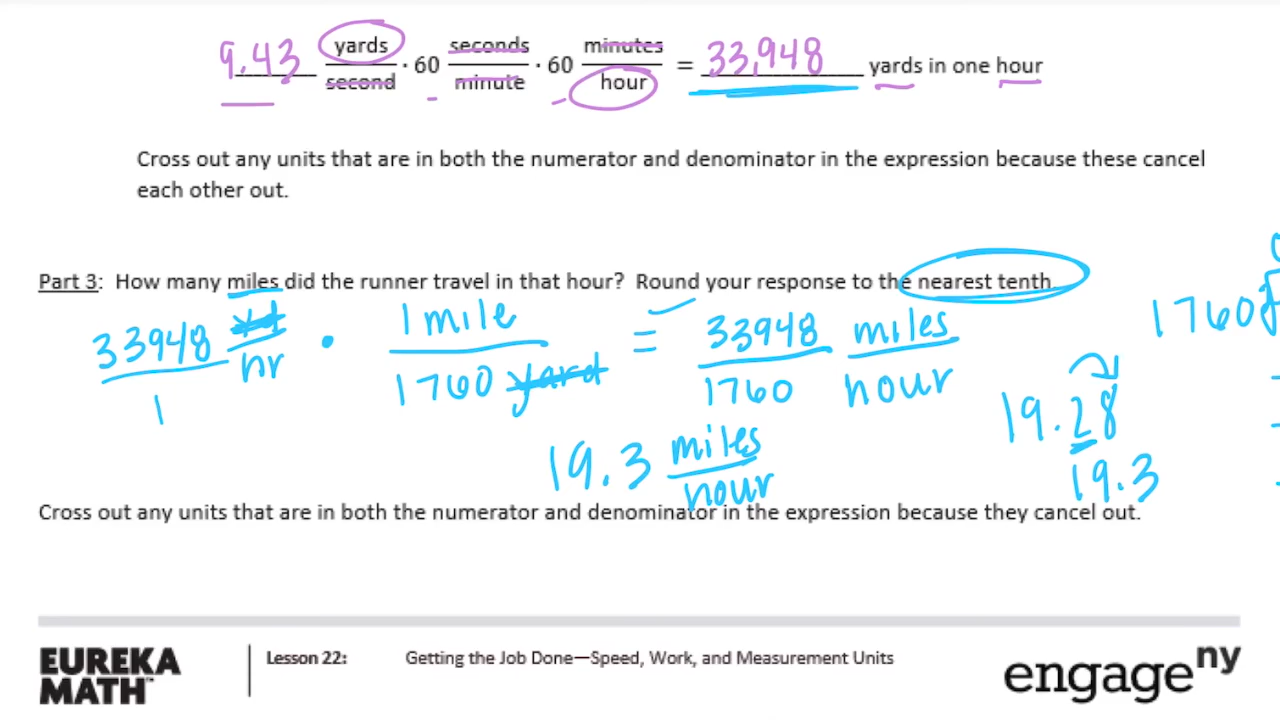 9.43 yards/second · 60 seconds/minute · 60 minutes/hour = 33,948 yards in one hour
Cross out any units that are in both the numerator and denominator in the expression because these cancel
each other out.
Part 3: How many miles did the runner travel in that hour? Round your response to the nearest tenth.
33948/1 yd/hr · 1 mile/1760 yard = 33948/1760 miles/hour
1760
19.28
19.3 miles/hour
19.3
Cross out any units that are in both the numerator and denominator in the expression because they cancel out.
EUREKA MATH™
Lesson 22: Getting the Job Done—Speed, Work, and Measurement Units
engage ny